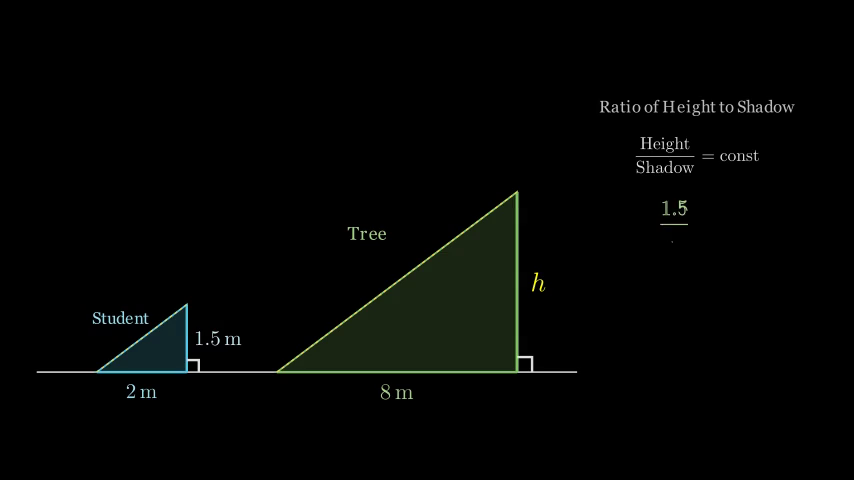 Ratio of Height to Shadow
Height
Shadow
= const
1.5
Tree
h
Student
1.5 m
2 m
8 m